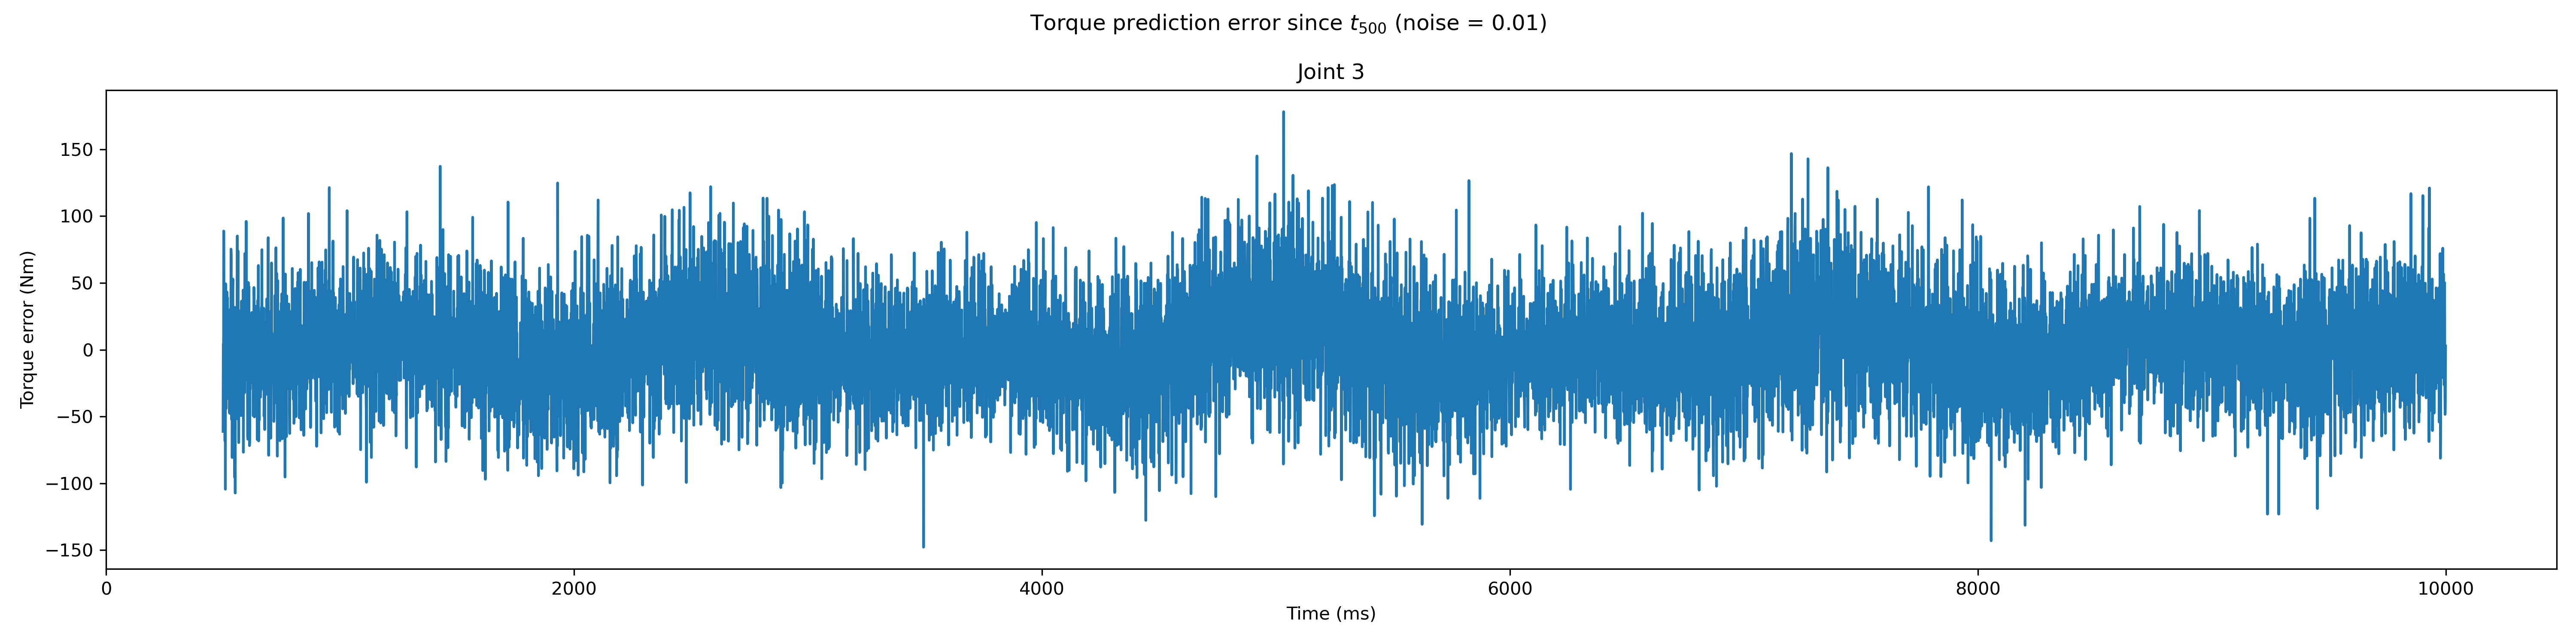 Torque prediction error since t₅₀₀ (noise = 0.01)
Joint 3
Torque error (Nm)
150
100
50
0
−50
−100
−150
0 2000 4000 6000 8000 10000
Time (ms)